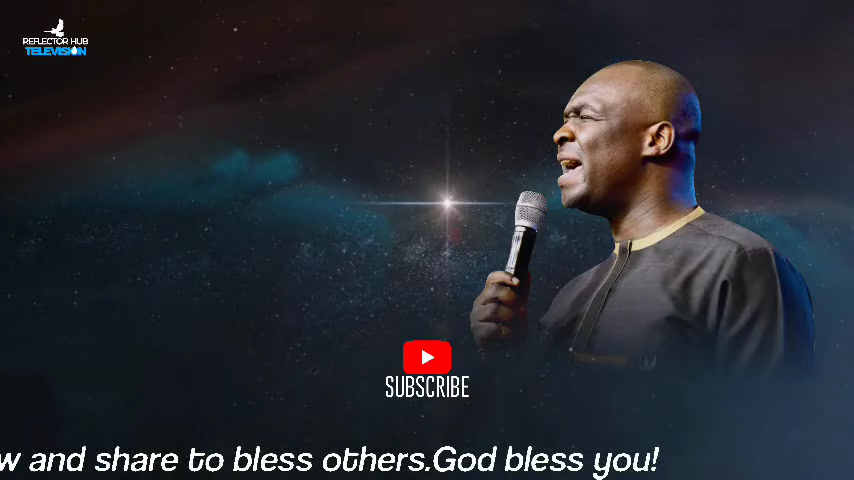 REFLECTOR HUB
TELEVISION
SUBSCRIBE
and share to bless others.God bless you!